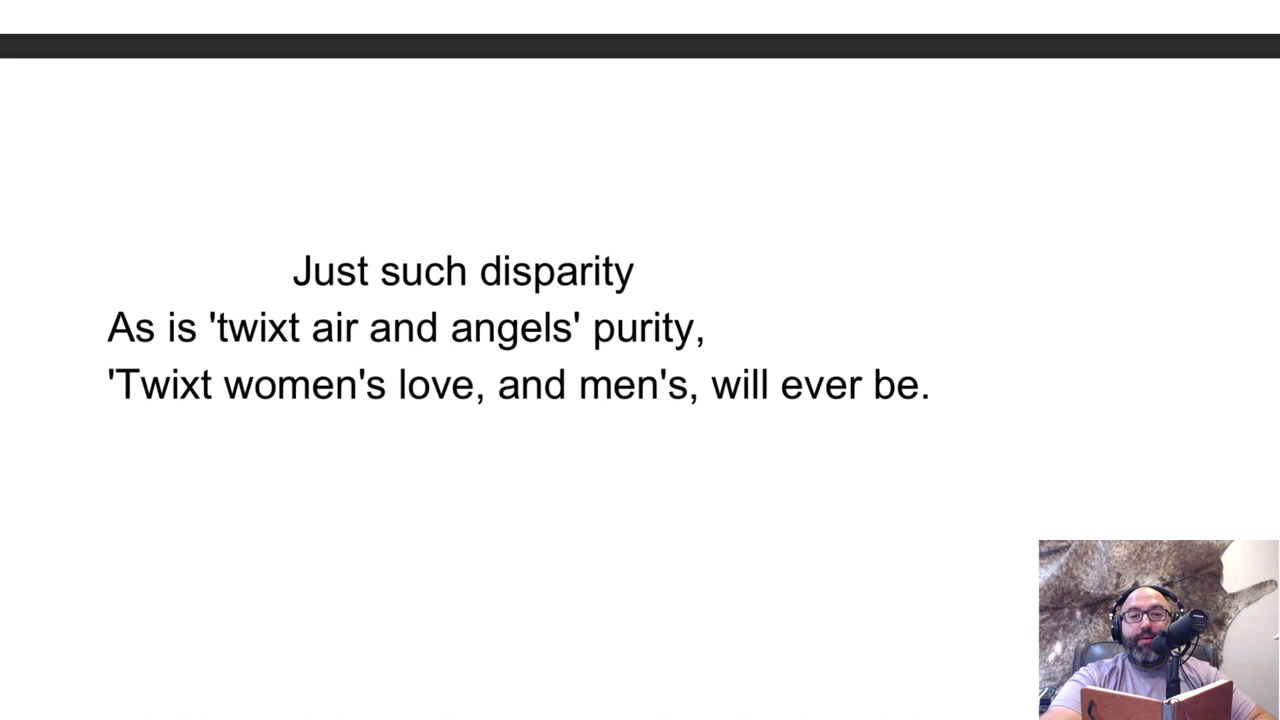 Just such disparity
As is 'twixt air and angels' purity,
'Twixt women's love, and men's, will ever be.